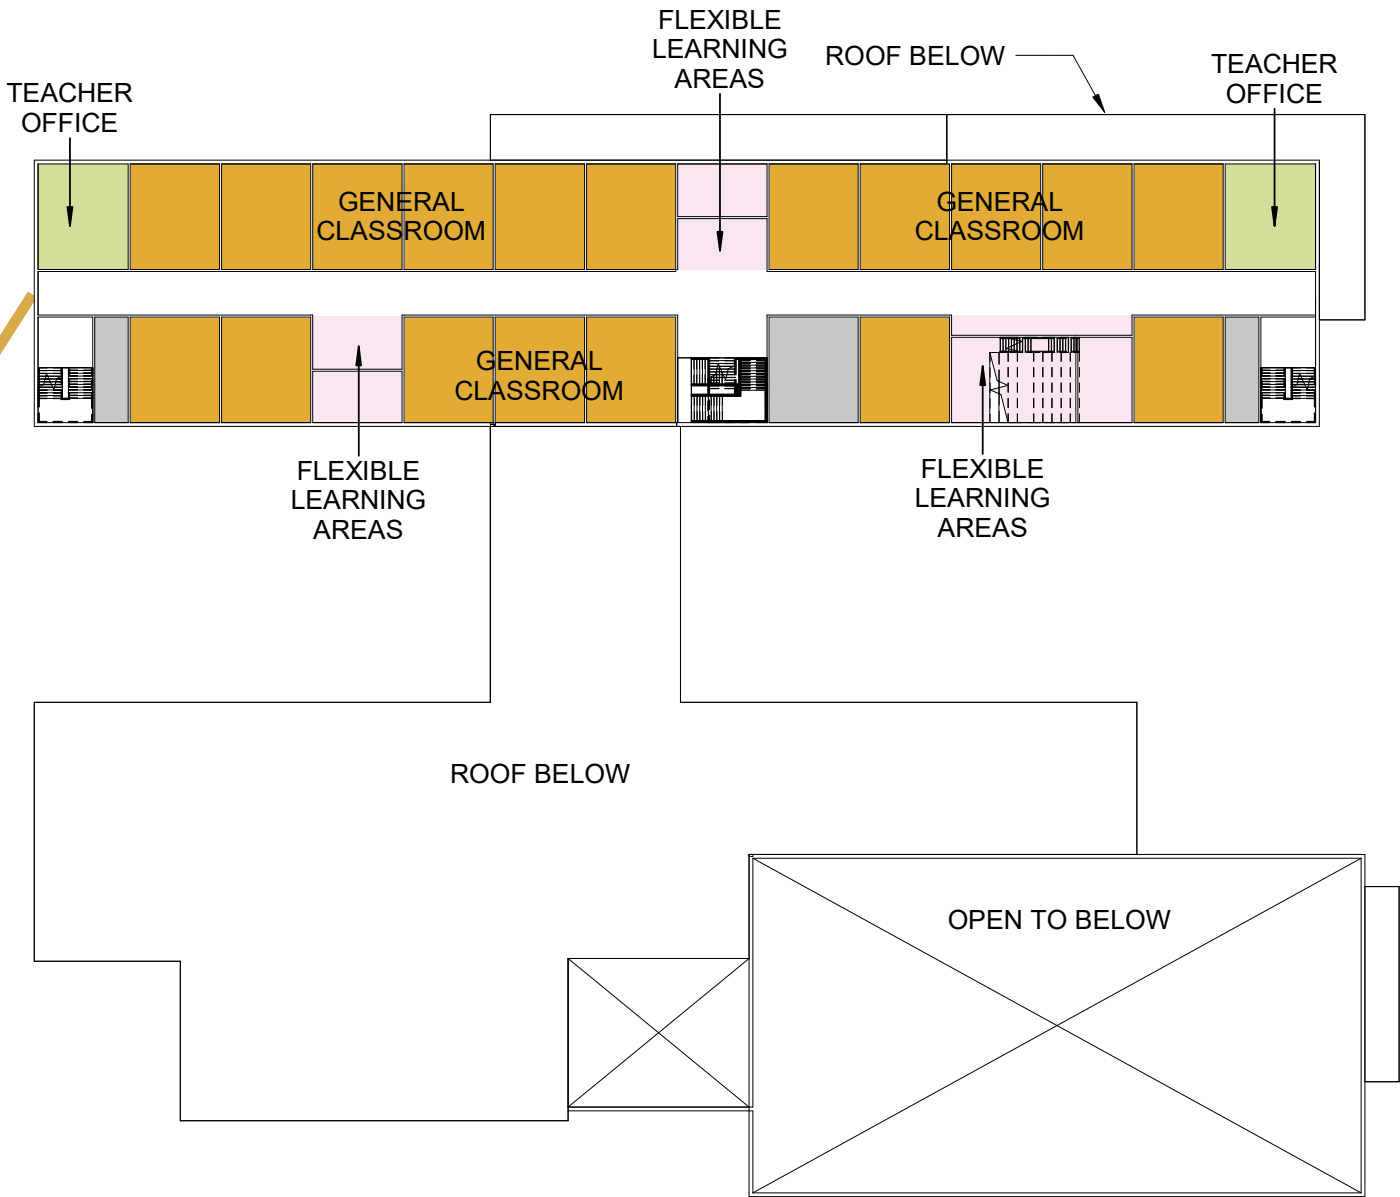 FLEXIBLE
LEARNING
AREAS
ROOF BELOW
TEACHER
OFFICE
TEACHER
OFFICE
GENERAL
CLASSROOM
GENERAL
CLASSROOM
GENERAL
CLASSROOM
FLEXIBLE
LEARNING
AREAS
FLEXIBLE
LEARNING
AREAS
ROOF BELOW
OPEN TO BELOW